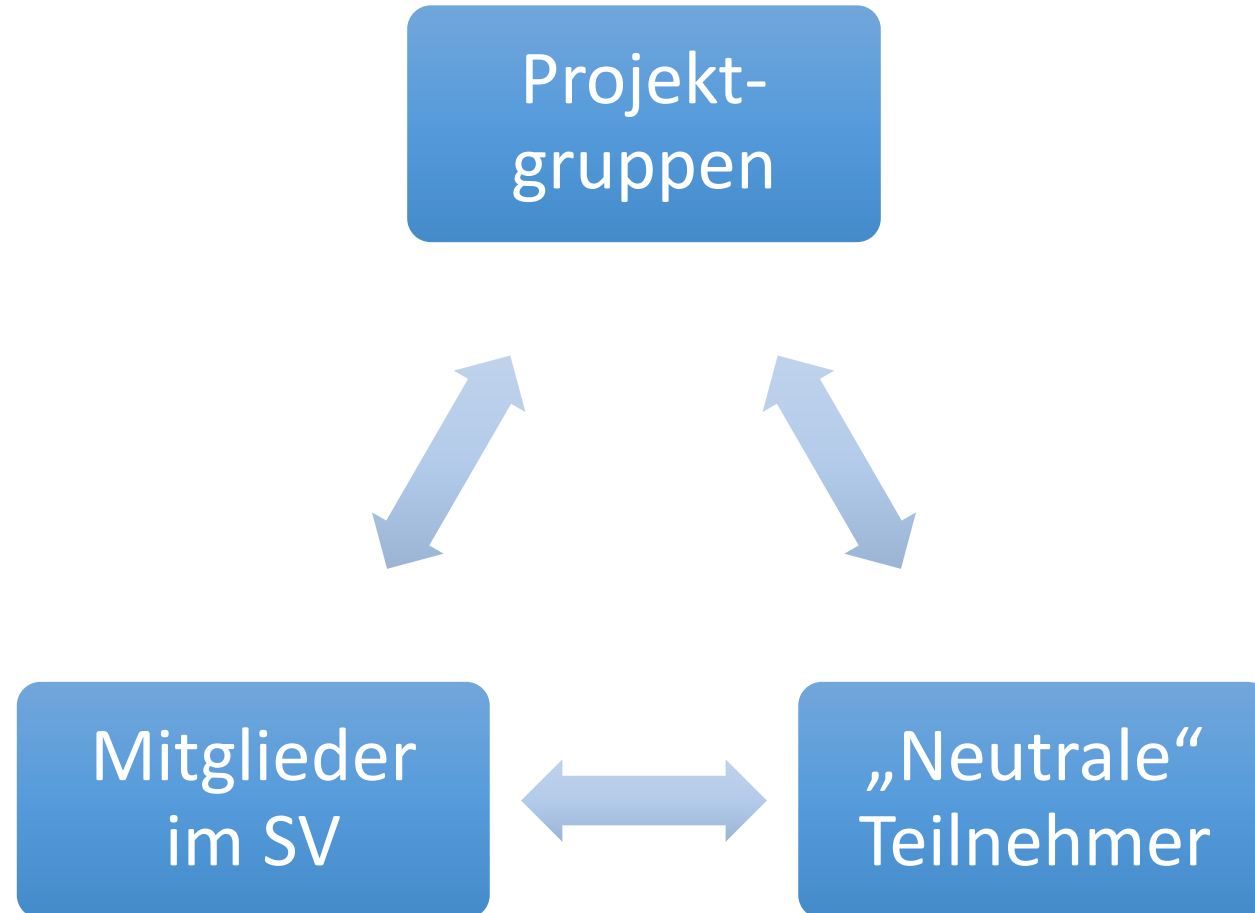 Projekt-
gruppen
Mitglieder
im SV
„Neutrale“
Teilnehmer